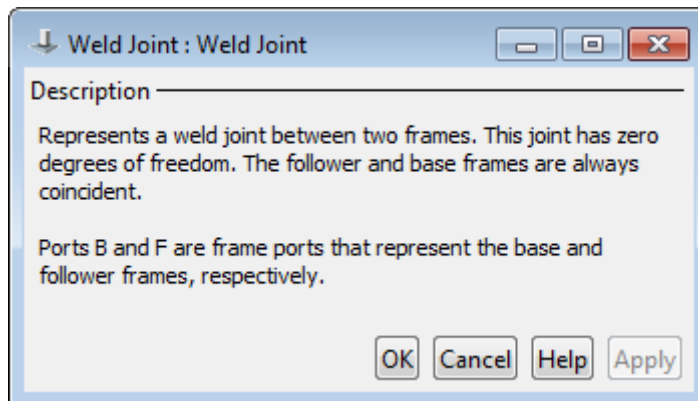 Weld Joint : Weld Joint
Description
Represents a weld joint between two frames. This joint has zero
degrees of freedom. The follower and base frames are always
coincident.
Ports B and F are frame ports that represent the base and
follower frames, respectively.
OK Cancel Help Apply